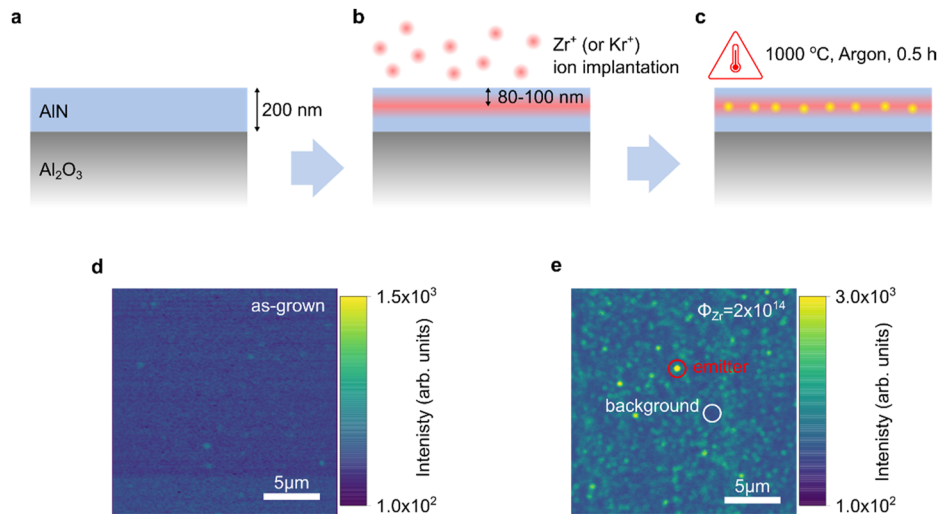 a
AlN
200 nm
Al₂O₃
b
Zr⁺ (or Kr⁺)
ion implantation
80-100 nm
c
1000 ºC, Argon, 0.5 h
d
as-grown
5µm
1.5x10³
Intenisty (arb. units)
1.0x10²
e
Φ_Zr=2x10¹⁴
emitter
background
5µm
3.0x10³
Intenisty (arb. units)
1.0x10²